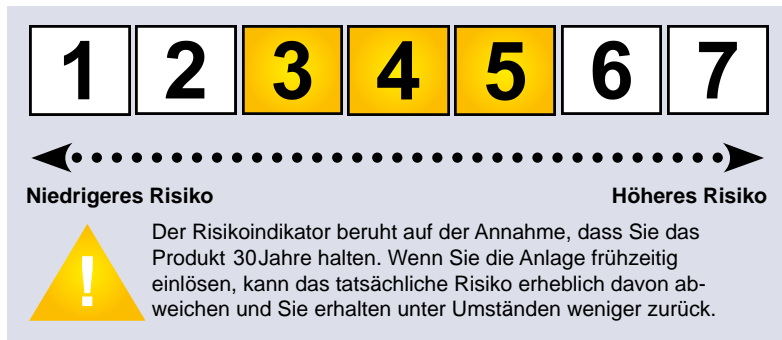 1 2 3 4 5 6 7
Niedrigeres Risiko Höheres Risiko
! Der Risikoindikator beruht auf der Annahme, dass Sie das
Produkt 30Jahre halten. Wenn Sie die Anlage frühzeitig
einlösen, kann das tatsächliche Risiko erheblich davon ab-
weichen und Sie erhalten unter Umständen weniger zurück.